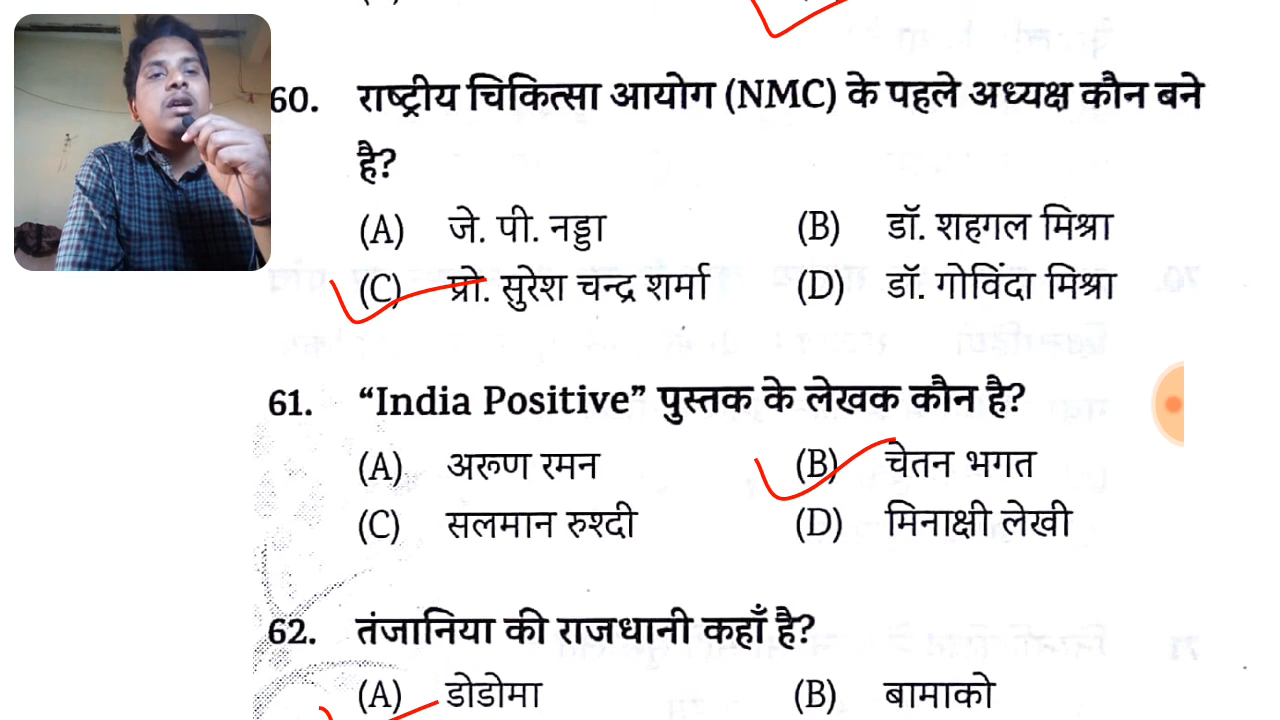 60. राष्ट्रीय चिकित्सा आयोग (NMC) के पहले अध्यक्ष कौन बने
है?
(A) जे. पी. नड्डा (B) डॉ. शहगल मिश्रा
(C) प्रो. सुरेश चन्द्र शर्मा (D) डॉ. गोविंदा मिश्रा
61. “India Positive” पुस्तक के लेखक कौन है?
(A) अरूण रमन (B) चेतन भगत
(C) सलमान रुश्दी (D) मिनाक्षी लेखी
62. तंजानिया की राजधानी कहाँ है?
(A) डोडोमा (B) बामाको